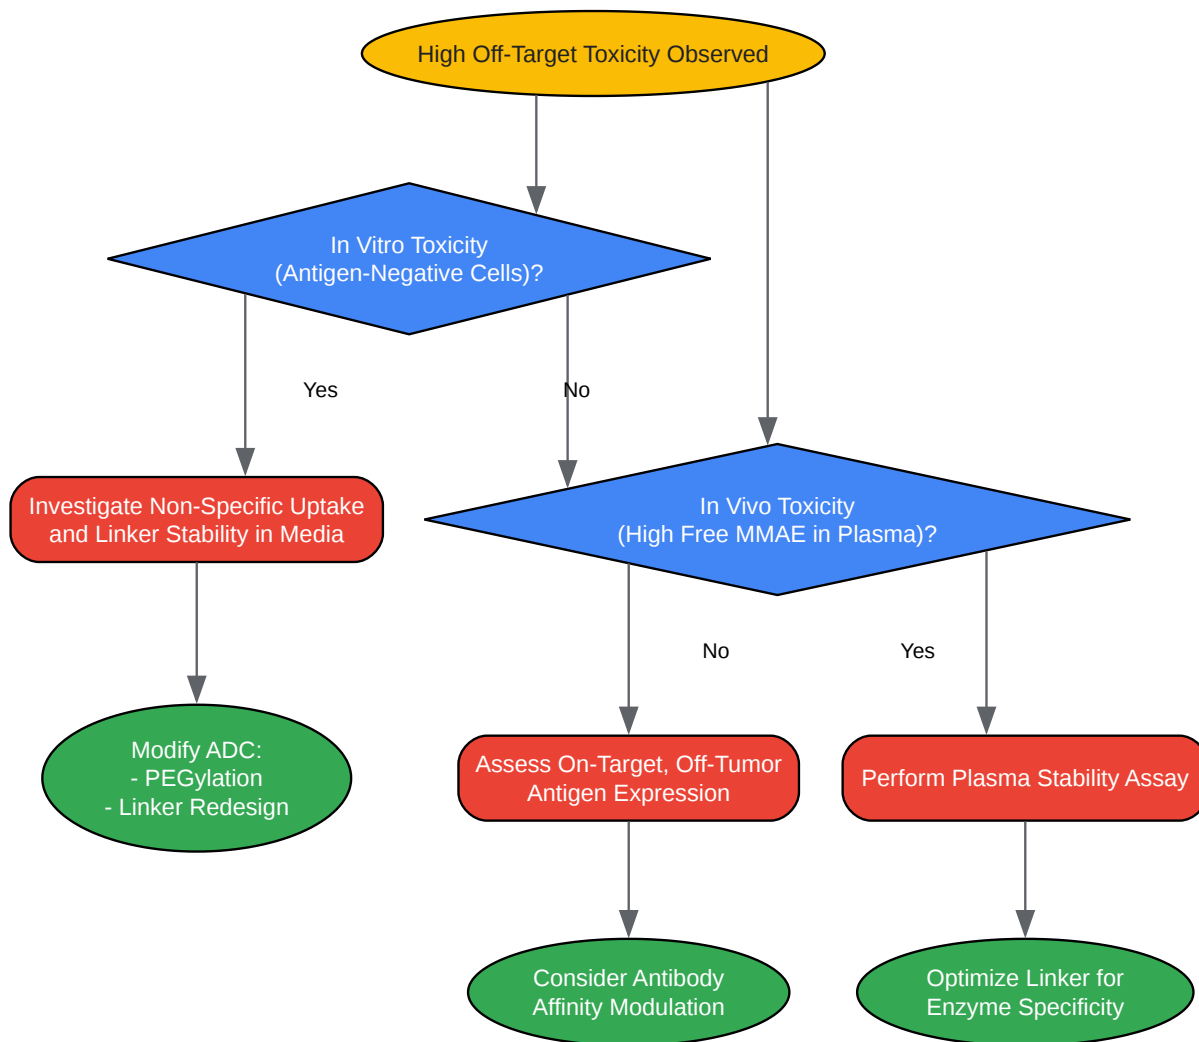 High Off-Target Toxicity Observed
In Vitro Toxicity
(Antigen-Negative Cells)?
Yes
No
Investigate Non-Specific Uptake
and Linker Stability in Media
In Vivo Toxicity
(High Free MMAE in Plasma)?
No
Yes
Modify ADC:
- PEGylation
- Linker Redesign
Assess On-Target, Off-Tumor
Antigen Expression
Perform Plasma Stability Assay
Consider Antibody
Affinity Modulation
Optimize Linker for
Enzyme Specificity